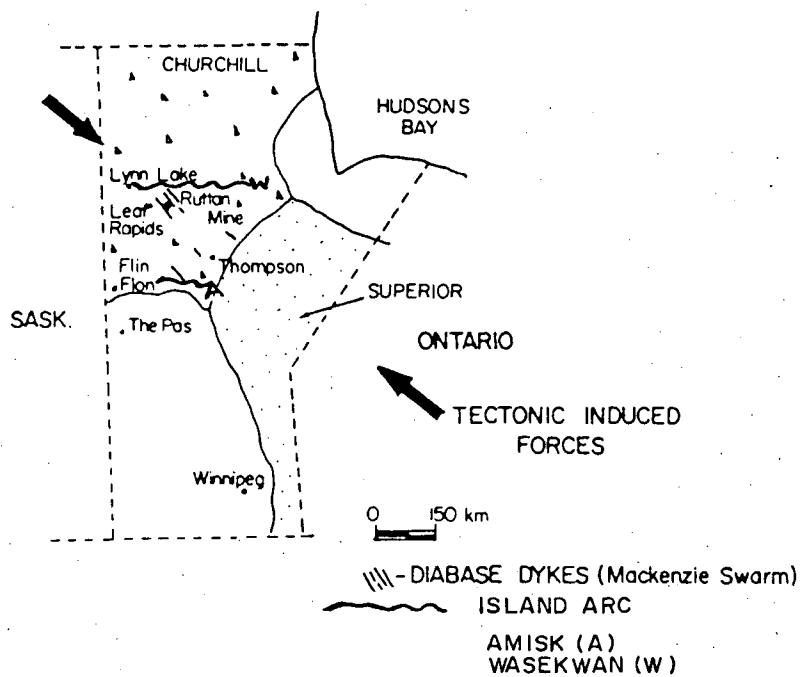 CHURCHILL
HUDSONS
BAY
Lynn Lake
W
Ruttan
Mine
Leaf
Rapids
Flin
Flon
Thompson
A
SUPERIOR
SASK.
The Pas
ONTARIO
TECTONIC INDUCED
FORCES
Winnipeg
0 150 km
-DIABASE DYKES (Mackenzie Swarm)
ISLAND ARC
AMISK (A)
WASEKWAN (W)